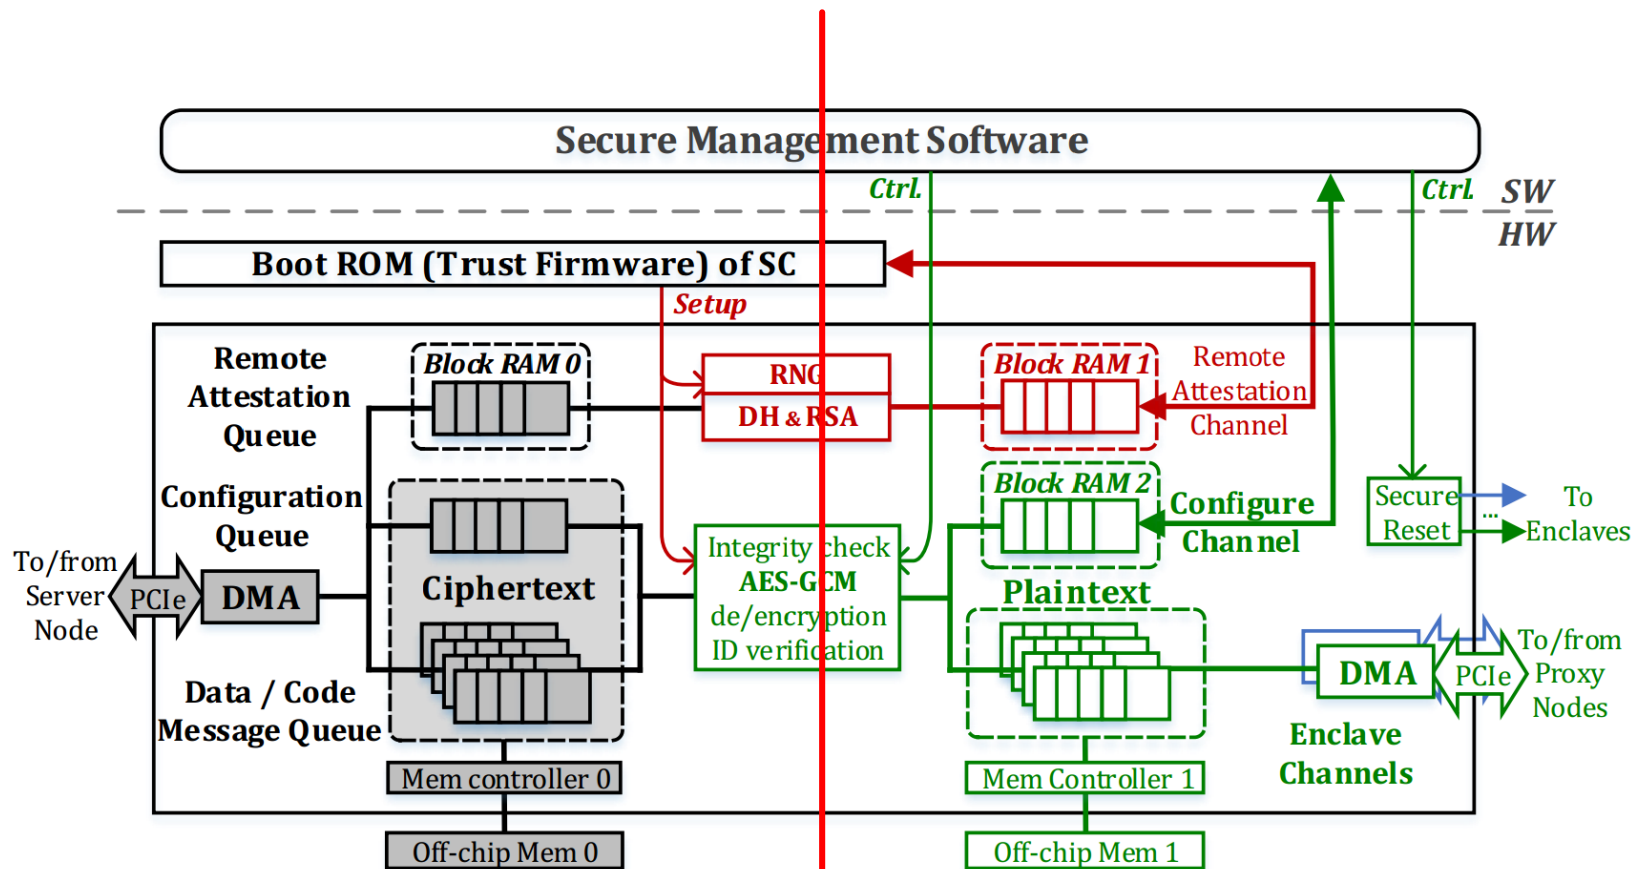 Secure Management Software
Ctrl.
Ctrl.
SW
HW
Boot ROM (Trust Firmware) of SC
Setup
Remote
Attestation
Queue
Block RAM 0
RNG
DH & RSA
Block RAM 1
Remote
Attestation
Channel
Configuration
Queue
Block RAM 2
Configure
Channel
Secure
Reset
...
To
Enclaves
To/from
Server
Node
PCIe
DMA
Ciphertext
Integrity check
AES-GCM
de/encryption
ID verification
Plaintext
Data / Code
Message Queue
DMA
PCIe
To/from
Proxy
Nodes
Enclave
Channels
Mem controller 0
Mem Controller 1
Off-chip Mem 0
Off-chip Mem 1